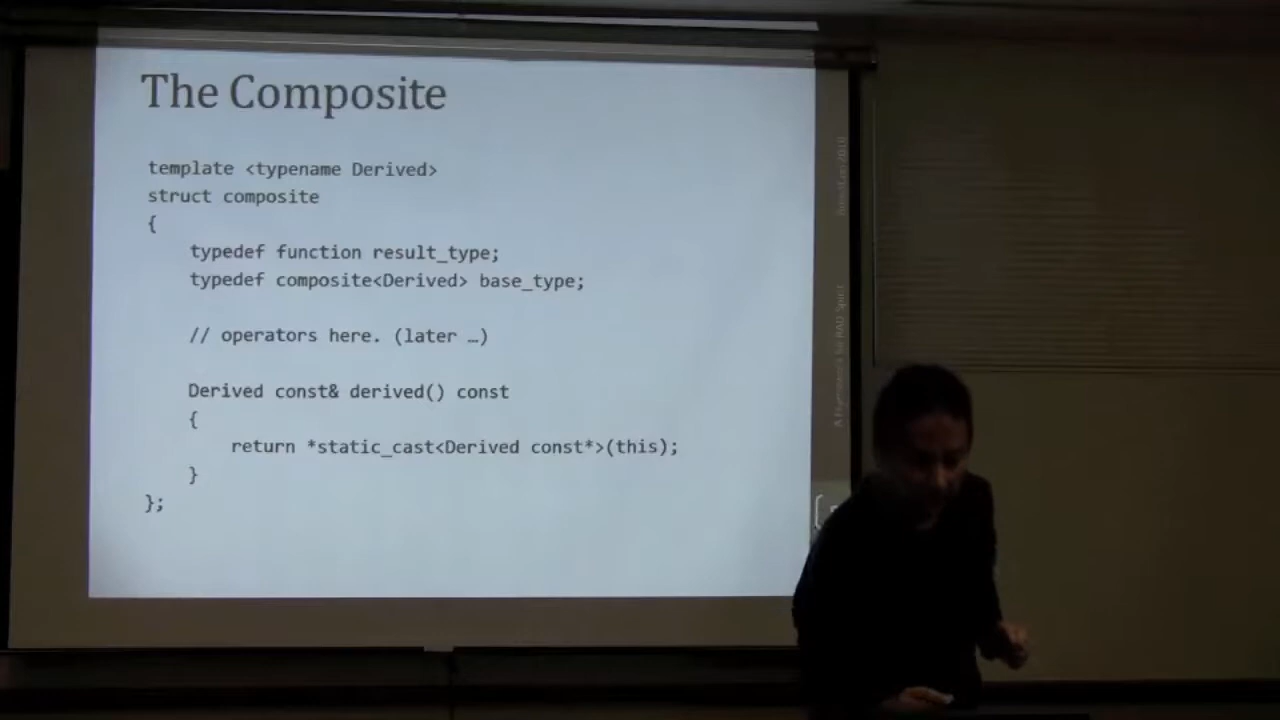 The Composite
template <typename Derived>
struct composite
{
typedef function result_type;
typedef composite<Derived> base_type;
// operators here. (later …)
Derived const& derived() const
{
return *static_cast<Derived const*>(this);
}
};